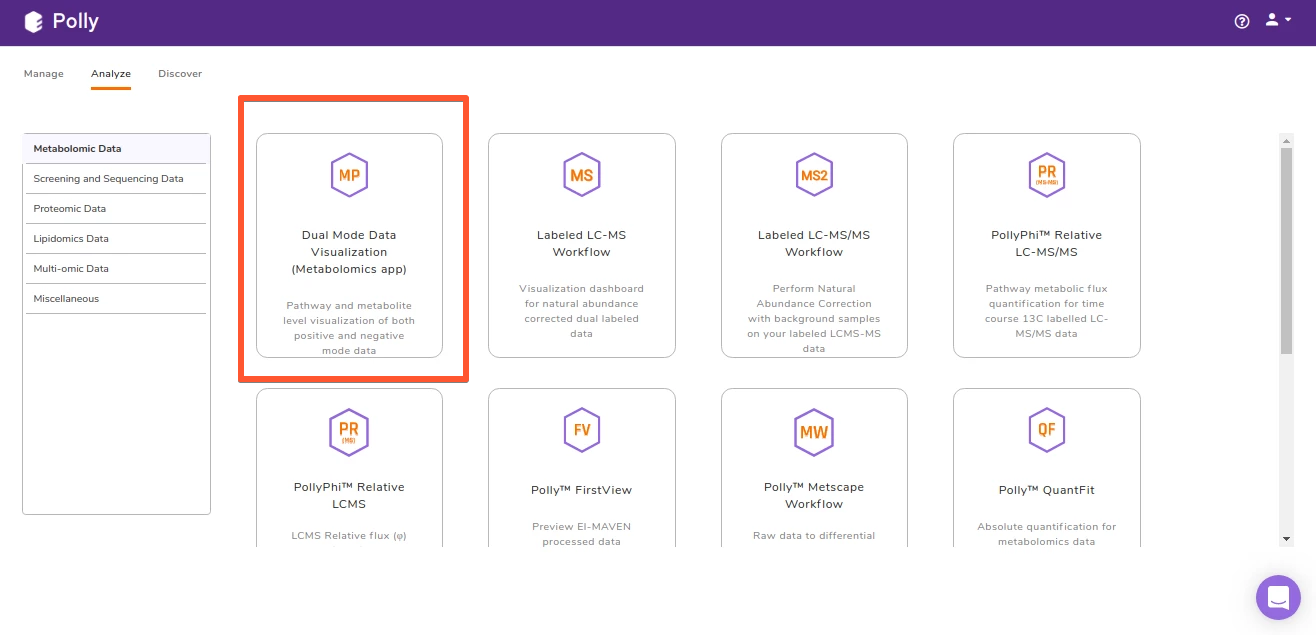 Polly
Manage
Analyze
Discover
Metabolomic Data
Screening and Sequencing Data
Proteomic Data
Lipidomics Data
Multi-omic Data
Miscellaneous
MP
Dual Mode Data
Visualization
(Metabolomics app)
Pathway and metabolite
level visualization of both
positive and negative
mode data
MS
Labeled LC-MS
Workflow
Visualization dashboard
for natural abundance
corrected dual labeled
data
MS2
Labeled LC-MS/MS
Workflow
Perform Natural
Abundance Correction
with background samples
on your labeled LCMS-MS
data
PR
(MS-MS)
PollyPhi™ Relative
LC-MS/MS
Pathway metabolic flux
quantification for time
course 13C labelled LC-
MS/MS data
PR
(MS)
PollyPhi™ Relative
LCMS
LCMS Relative flux (φ)
FV
Polly™ FirstView
Preview El-MAVEN
processed data
MW
Polly™ Metscape
Workflow
Raw data to differential
QF
Polly™ QuantFit
Absolute quantification for
metabolomics data